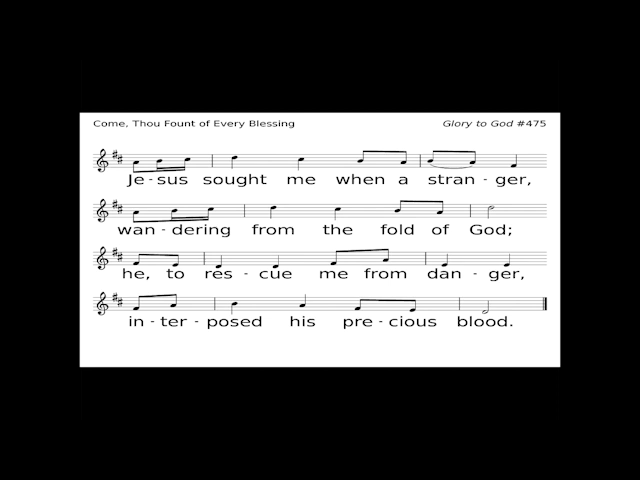 Come, Thou Fount of Every Blessing
Glory to God #475
Je - sus sought me when a stran - ger,
wan - dering from the fold of God;
he, to res - cue me from dan - ger,
in - ter - posed his pre - cious blood.